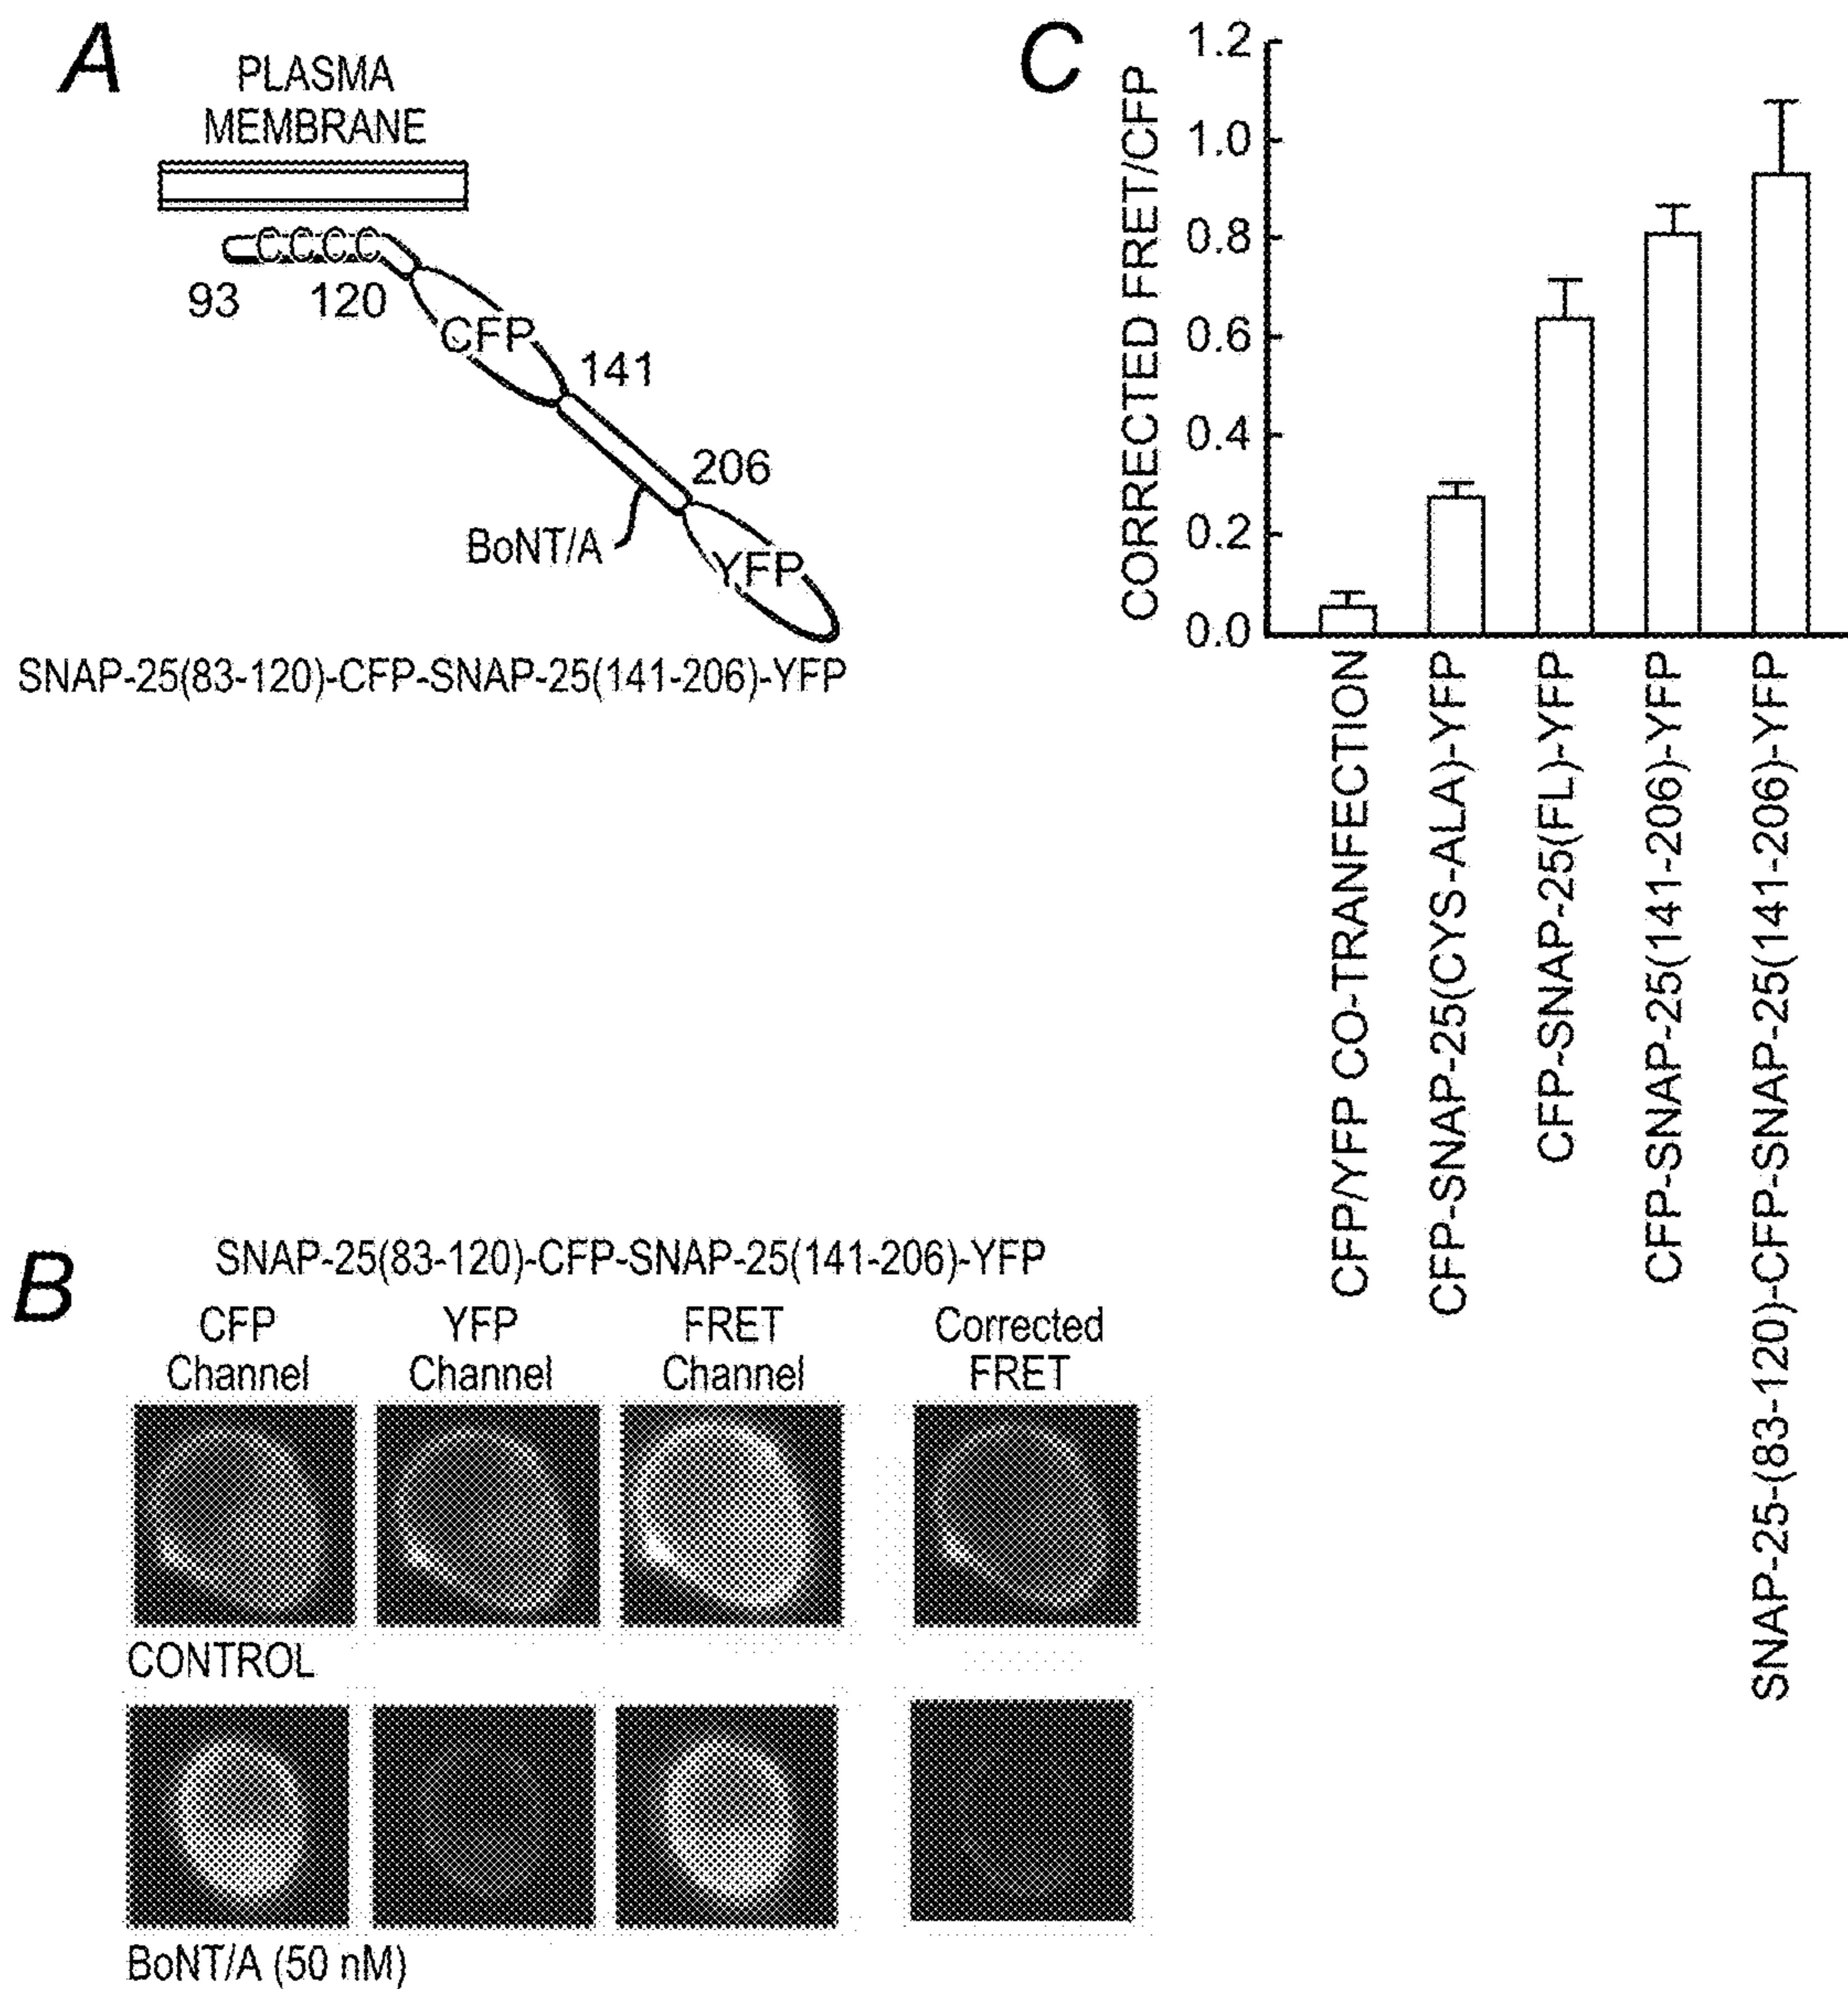 A
PLASMA
MEMBRANE
CCCC
93
120
CFP
141
206
BoNT/A
YFP
SNAP-25(83-120)-CFP-SNAP-25(141-206)-YFP
B
SNAP-25(83-120)-CFP-SNAP-25(141-206)-YFP
CFP
Channel
YFP
Channel
FRET
Channel
Corrected
FRET
CONTROL
BoNT/A (50 nM)
C
CORRECTED FRET/CFP
1.2
1.0
0.8
0.6
0.4
0.2
0.0
CFP/YFP CO-TRANFECTION
CFP-SNAP-25(CYS-ALA)-YFP
CFP-SNAP-25(FL)-YFP
CFP-SNAP-25(141-206)-YFP
SNAP-25-(83-120)-CFP-SNAP-25(141-206)-YFP